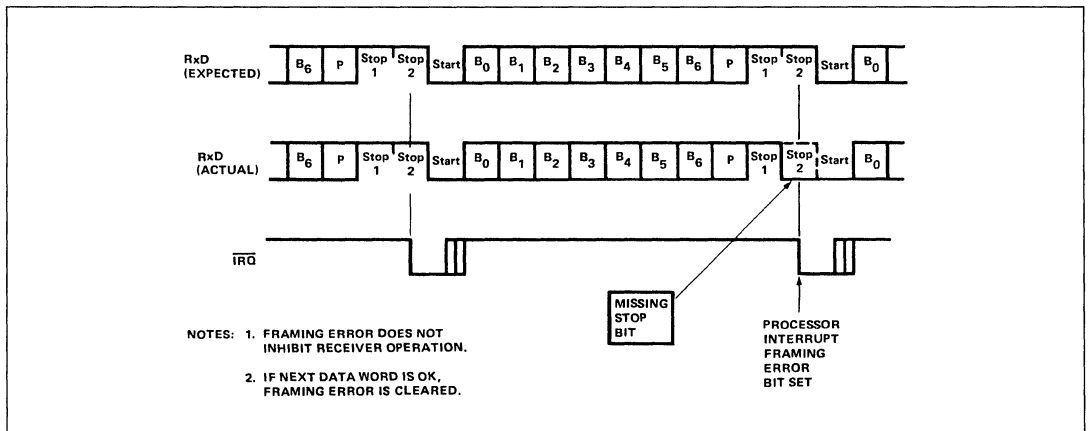 RxD
(EXPECTED)
B6 P Stop 1 Stop 2 Start B0 B1 B2 B3 B4 B5 B6 P Stop 1 Stop 2 Start B0
RxD
(ACTUAL)
B6 P Stop 1 Stop 2 Start B0 B1 B2 B3 B4 B5 B6 P Stop 1 Stop 2 Start B0
IRQ
MISSING
STOP
BIT
PROCESSOR
INTERRUPT
FRAMING
ERROR
BIT SET
NOTES: 1. FRAMING ERROR DOES NOT
INHIBIT RECEIVER OPERATION.
2. IF NEXT DATA WORD IS OK,
FRAMING ERROR IS CLEARED.